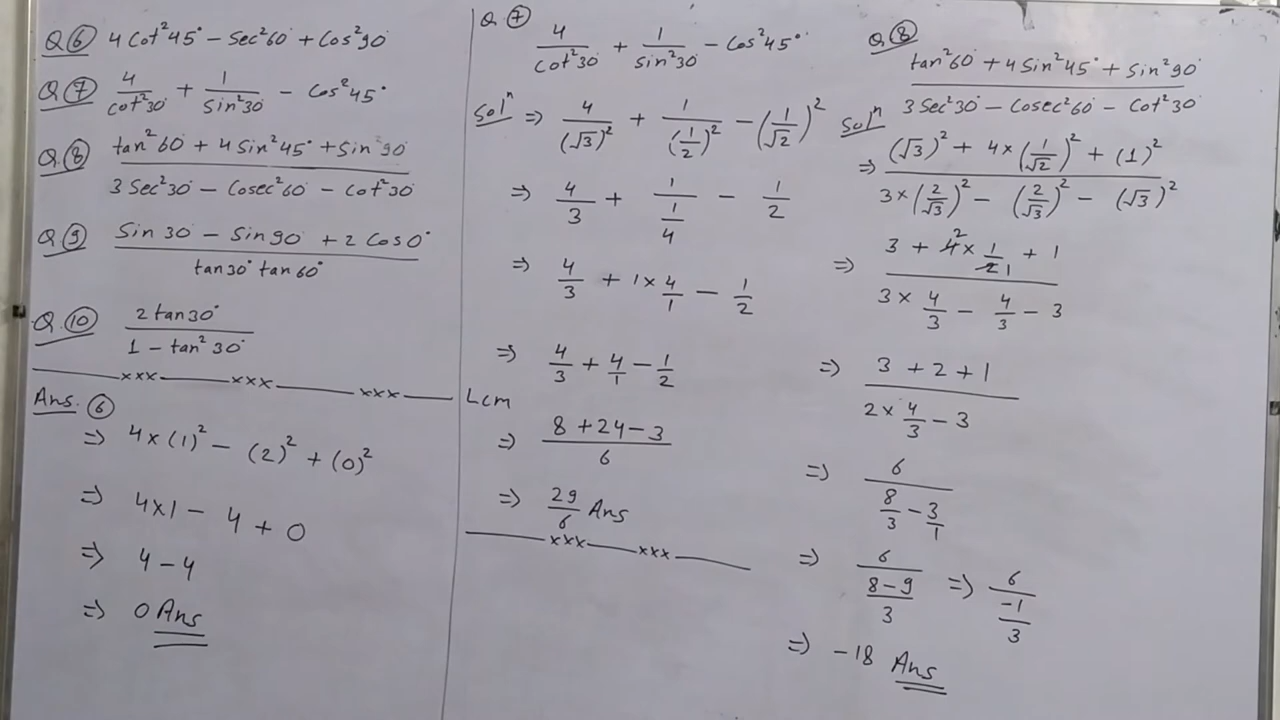 Q⑥ 4 Cot²45° − Sec²60° + Cos²90°
Q⑦ 4/cot²30° + 1/Sin²30° − Cos²45°
Q.⑧ (tan²60° + 4 Sin²45° + Sin²90°)/(3 Sec²30° − Cosec²60° − Cot²30°)
Q⑨ (Sin 30° − Sin 90° + 2 Cos 0°)/(tan 30° tan 60°)
Q.⑩ (2 tan 30°)/(1 − tan² 30°)
xxx xxx xxx
Ans. ⑥
⇒ 4×(1)² − (2)² + (0)²
⇒ 4×1 − 4 + 0
⇒ 4 − 4
⇒ 0 Ans
Q.⑦ 4/cot²30° + 1/sin²30° − Cos²45°
Solⁿ ⇒ 4/(√3)² + 1/(1/2)² − (1/√2)²
⇒ 4/3 + 1/(1/4) − 1/2
⇒ 4/3 + 1×4/1 − 1/2
⇒ 4/3 + 4/1 − 1/2
Lcm
⇒ (8 + 24 − 3)/6
⇒ 29/6 Ans
xxx xxx
Q.⑧ (tan²60° + 4 Sin²45° + Sin²90°)/(3 Sec²30° − Cosec²60° − Cot²30°)
Solⁿ
⇒ ((√3)² + 4×(1/√2)² + (1)²)/(3×(2/√3)² − (2/√3)² − (√3)²)
⇒ (3 + 4²×1/2₁ + 1)/(3×4/3 − 4/3 − 3)
⇒ (3 + 2 + 1)/(2×4/3 − 3)
⇒ 6/(8/3 − 3/1)
⇒ 6/((8−9)/3) ⇒ 6/(−1/3)
⇒ −18 Ans